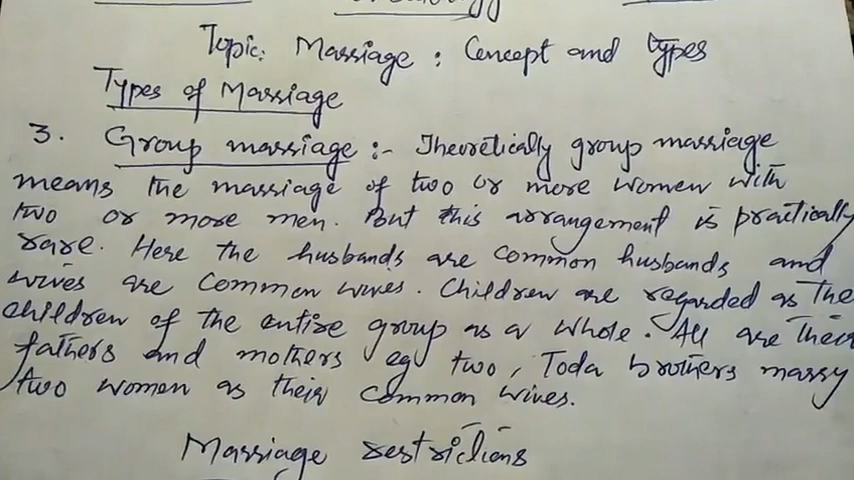 Topic: Marriage : Concept and types
Types of Marriage
3. Group marriage :- Theoretically group marriage
means the marriage of two or more women with
two or more men. But this arrangement is practically
rare. Here the husbands are common husbands and
wives are common wives. Children are regarded as the
children of the entire group as a whole. All are their
fathers and mothers eg two, Toda brothers marry
two women as their common wives.
Marriage restrictions